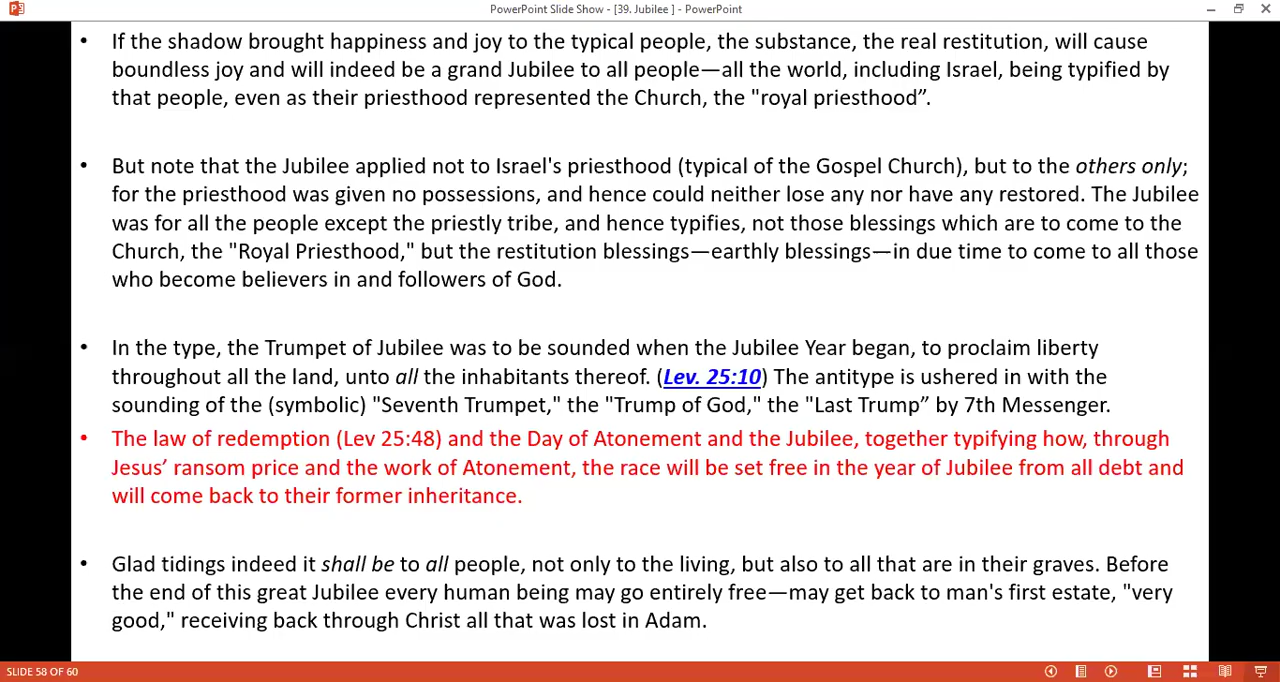 PowerPoint Slide Show - [39. Jubilee ] - PowerPoint
• If the shadow brought happiness and joy to the typical people, the substance, the real restitution, will cause
boundless joy and will indeed be a grand Jubilee to all people—all the world, including Israel, being typified by
that people, even as their priesthood represented the Church, the "royal priesthood”.
• But note that the Jubilee applied not to Israel's priesthood (typical of the Gospel Church), but to the others only;
for the priesthood was given no possessions, and hence could neither lose any nor have any restored. The Jubilee
was for all the people except the priestly tribe, and hence typifies, not those blessings which are to come to the
Church, the "Royal Priesthood," but the restitution blessings—earthly blessings—in due time to come to all those
who become believers in and followers of God.
• In the type, the Trumpet of Jubilee was to be sounded when the Jubilee Year began, to proclaim liberty
throughout all the land, unto all the inhabitants thereof. (Lev. 25:10) The antitype is ushered in with the
sounding of the (symbolic) "Seventh Trumpet," the "Trump of God," the "Last Trump” by 7th Messenger.
• The law of redemption (Lev 25:48) and the Day of Atonement and the Jubilee, together typifying how, through
Jesus’ ransom price and the work of Atonement, the race will be set free in the year of Jubilee from all debt and
will come back to their former inheritance.
• Glad tidings indeed it shall be to all people, not only to the living, but also to all that are in their graves. Before
the end of this great Jubilee every human being may go entirely free—may get back to man's first estate, "very
good," receiving back through Christ all that was lost in Adam.
SLIDE 58 OF 60